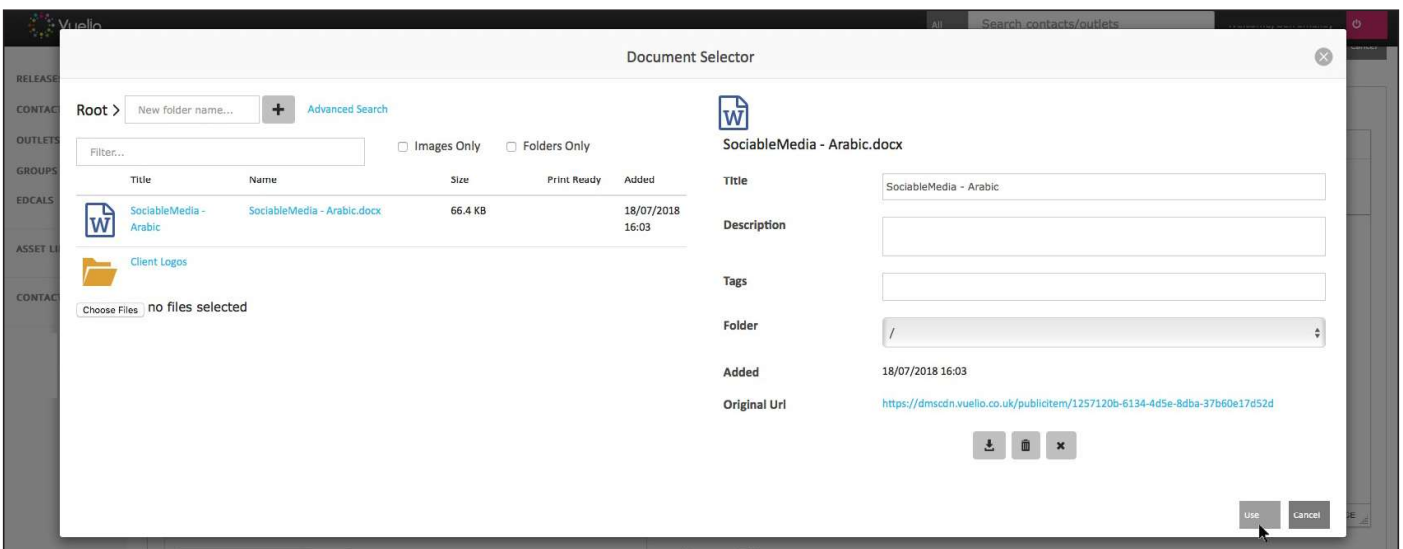 Vuelio
All
Search contacts/outlets
Document Selector
RELEASE
CONTAC
OUTLETS
GROUPS
EDCALS
ASSET LI
CONTAC
Root >
New folder name...
+
Advanced Search
Filter...
Images Only
Folders Only
Title Name Size Print Ready Added
SociableMedia - Arabic.docx 66.4 KB 18/07/2018
SociableMedia -
Arabic
16:03
Client Logos
Choose Files no files selected
W
W
SociableMedia - Arabic.docx
Title
SociableMedia - Arabic
Description
Tags
Folder
/
Added
18/07/2018 16:03
Original Url
https://dmscdn.vuelio.co.uk/publicitem/1257120b-6134-4d5e-8dba-37b60e17d52d
Use
Cancel